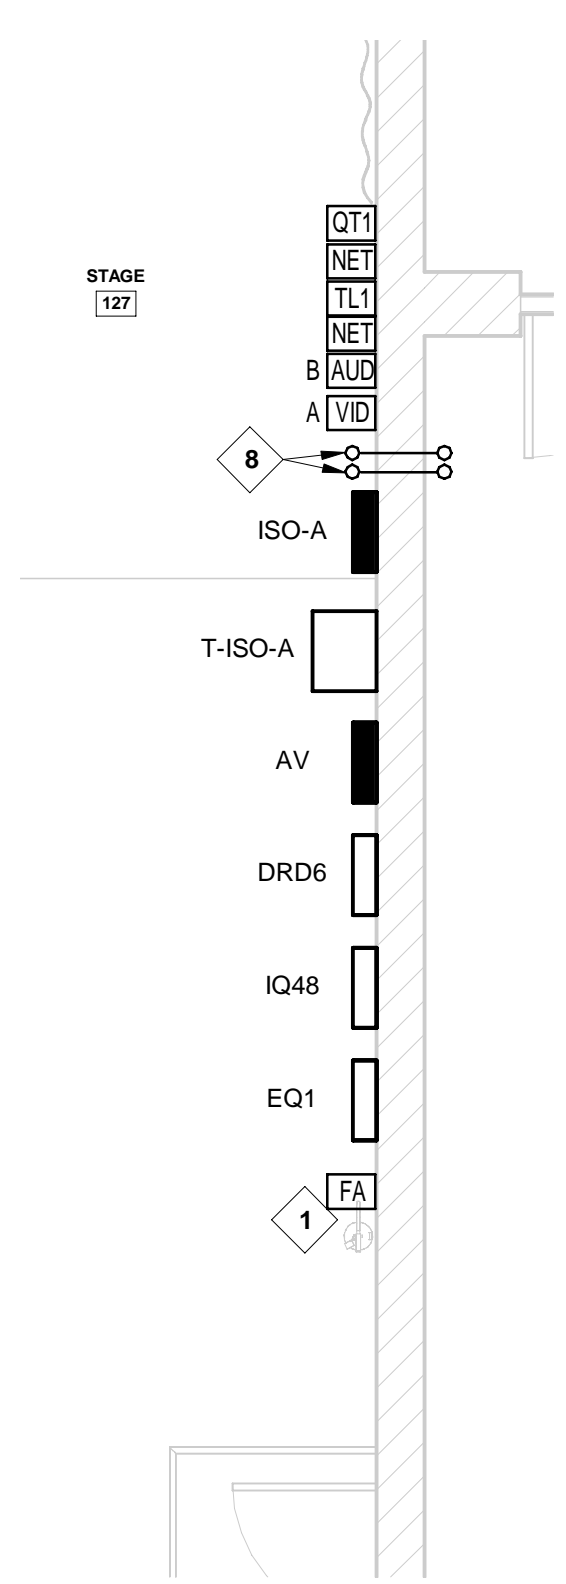 QT1
NET
STAGE
127
TL1
NET
B AUD
A VID
8
ISO-A
T-ISO-A
AV
DRD6
IQ48
EQ1
FA
1